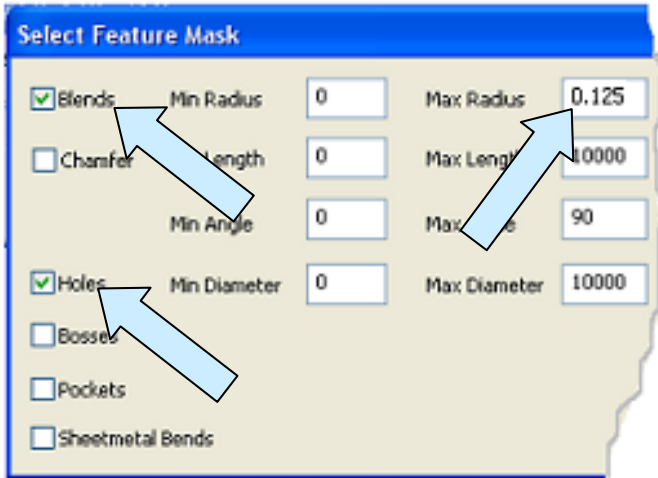 Select Feature Mask
Blends Min Radius 0 Max Radius 0.125
Chamfer Length 0 Max Length 10000
Min Angle 0 Max 90
Holes Min Diameter 0 Max Diameter 10000
Bosses
Pockets
Sheetmetal Bends